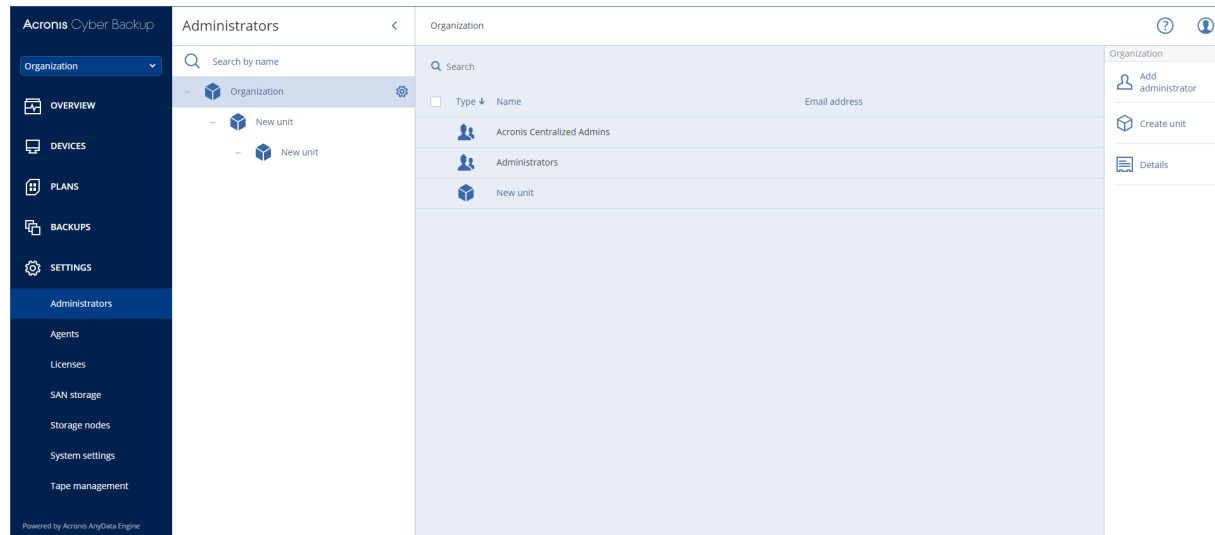 Acronis Cyber Backup
Organization
OVERVIEW
DEVICES
PLANS
BACKUPS
SETTINGS
Administrators
Agents
Licenses
SAN storage
Storage nodes
System settings
Tape management
Powered by Acronis AnyData Engine
Administrators
Search by name
Organization
New unit
New unit
Organization
Search
Type Name Email address
Acronis Centralized Admins
Administrators
New unit
Organization
Add
administrator
Create unit
Details